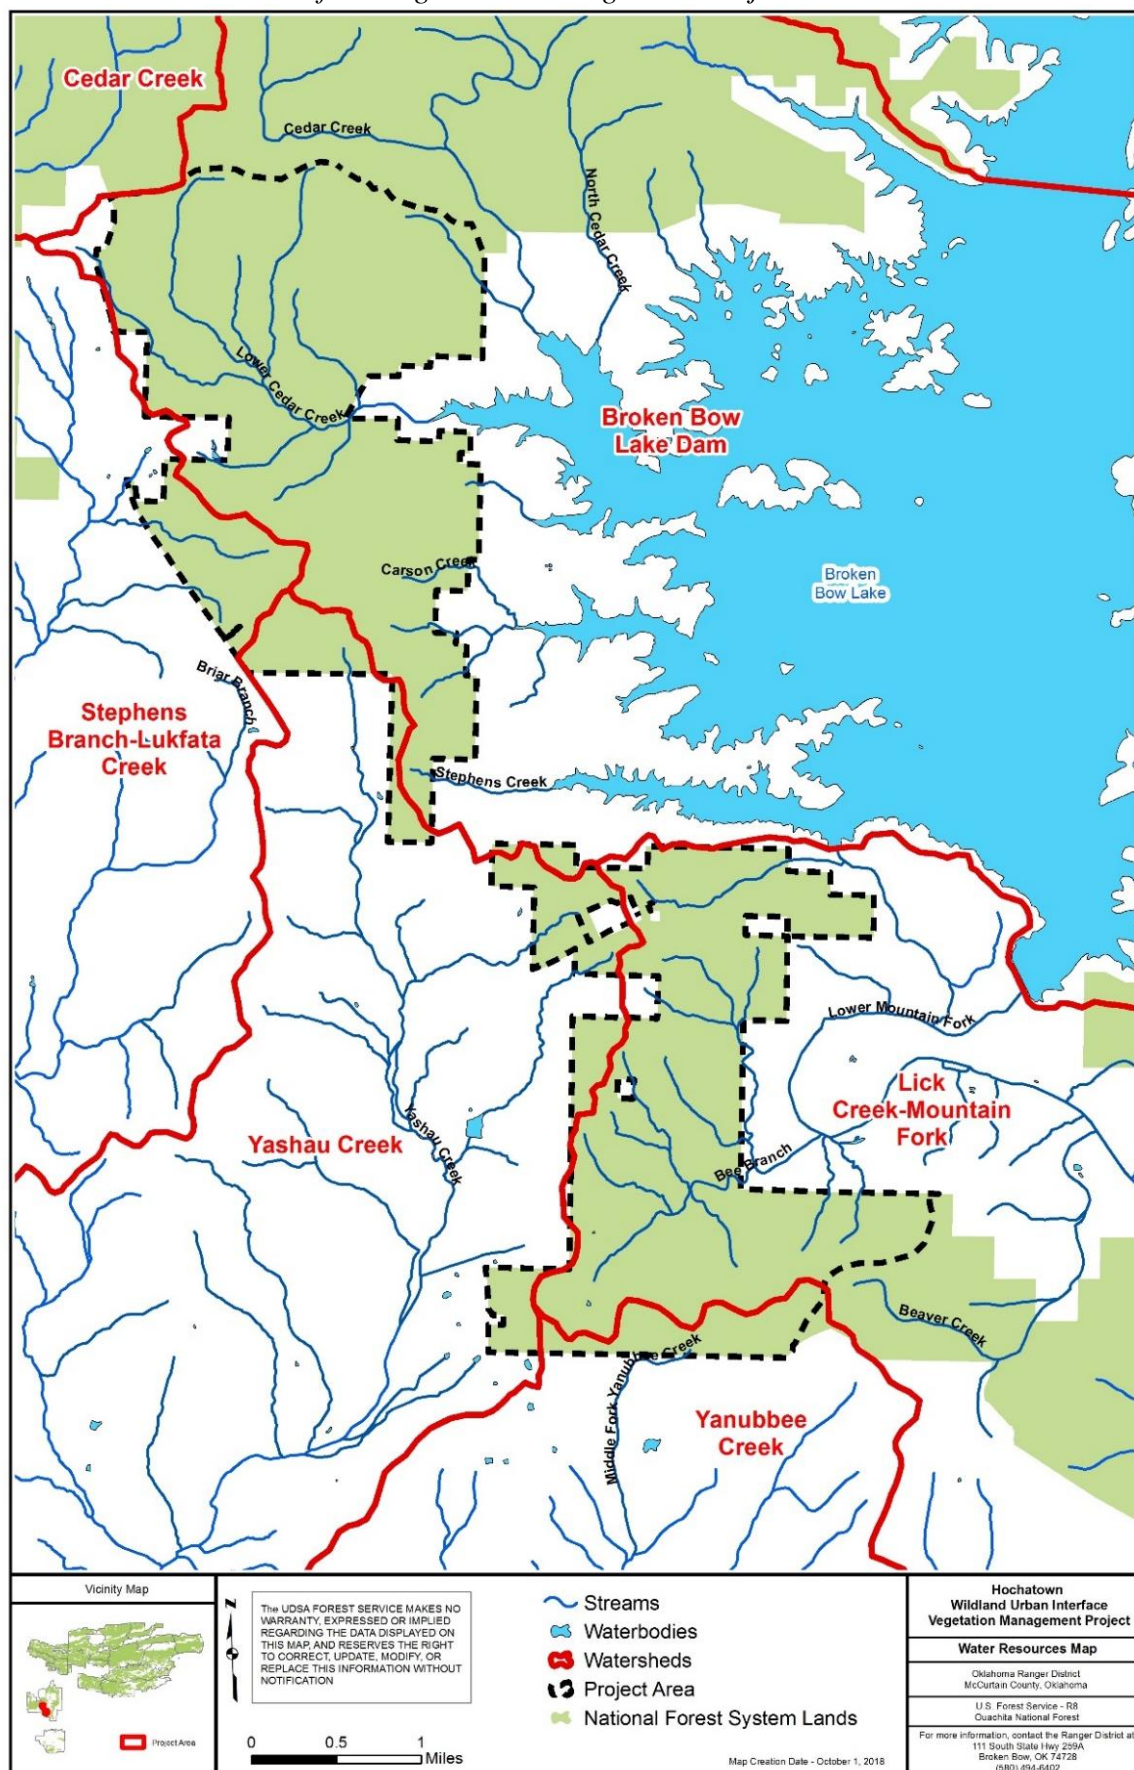 Cedar Creek
Cedar Creek
North Cedar Creek
Lower Cedar Creek
Broken Bow
Lake Dam
Broken
Bow Lake
Carson Creek
Briar Branch
Stephens
Branch-Lukfata
Creek
Stephens Creek
Lower Mountain Fork
Lick
Creek-Mountain
Fork
Yashau Creek
Yashau Creek
Bee Branch
Beaver Creek
Middle Fork Yanubbee Creek
Yanubbee
Creek
Vicinity Map
Project Area
N
The UDSA FOREST SERVICE MAKES NO
WARRANTY, EXPRESSED OR IMPLIED
REGARDING THE DATA DISPLAYED ON
THIS MAP, AND RESERVES THE RIGHT
TO CORRECT, UPDATE, MODIFY, OR
REPLACE THIS INFORMATION WITHOUT
NOTIFICATION
0 0.5 1
Miles
Streams
Waterbodies
Watersheds
Project Area
National Forest System Lands
Map Creation Date - October 1, 2018
Hochatown
Wildland Urban Interface
Vegetation Management Project
Water Resources Map
Oklahoma Ranger District
McCurtain County, Oklahoma
U.S. Forest Service - R8
Ouachita National Forest
For more information, contact the Ranger District at:
111 South State Hwy 259A
Broken Bow, OK 74728
(580) 494-6402